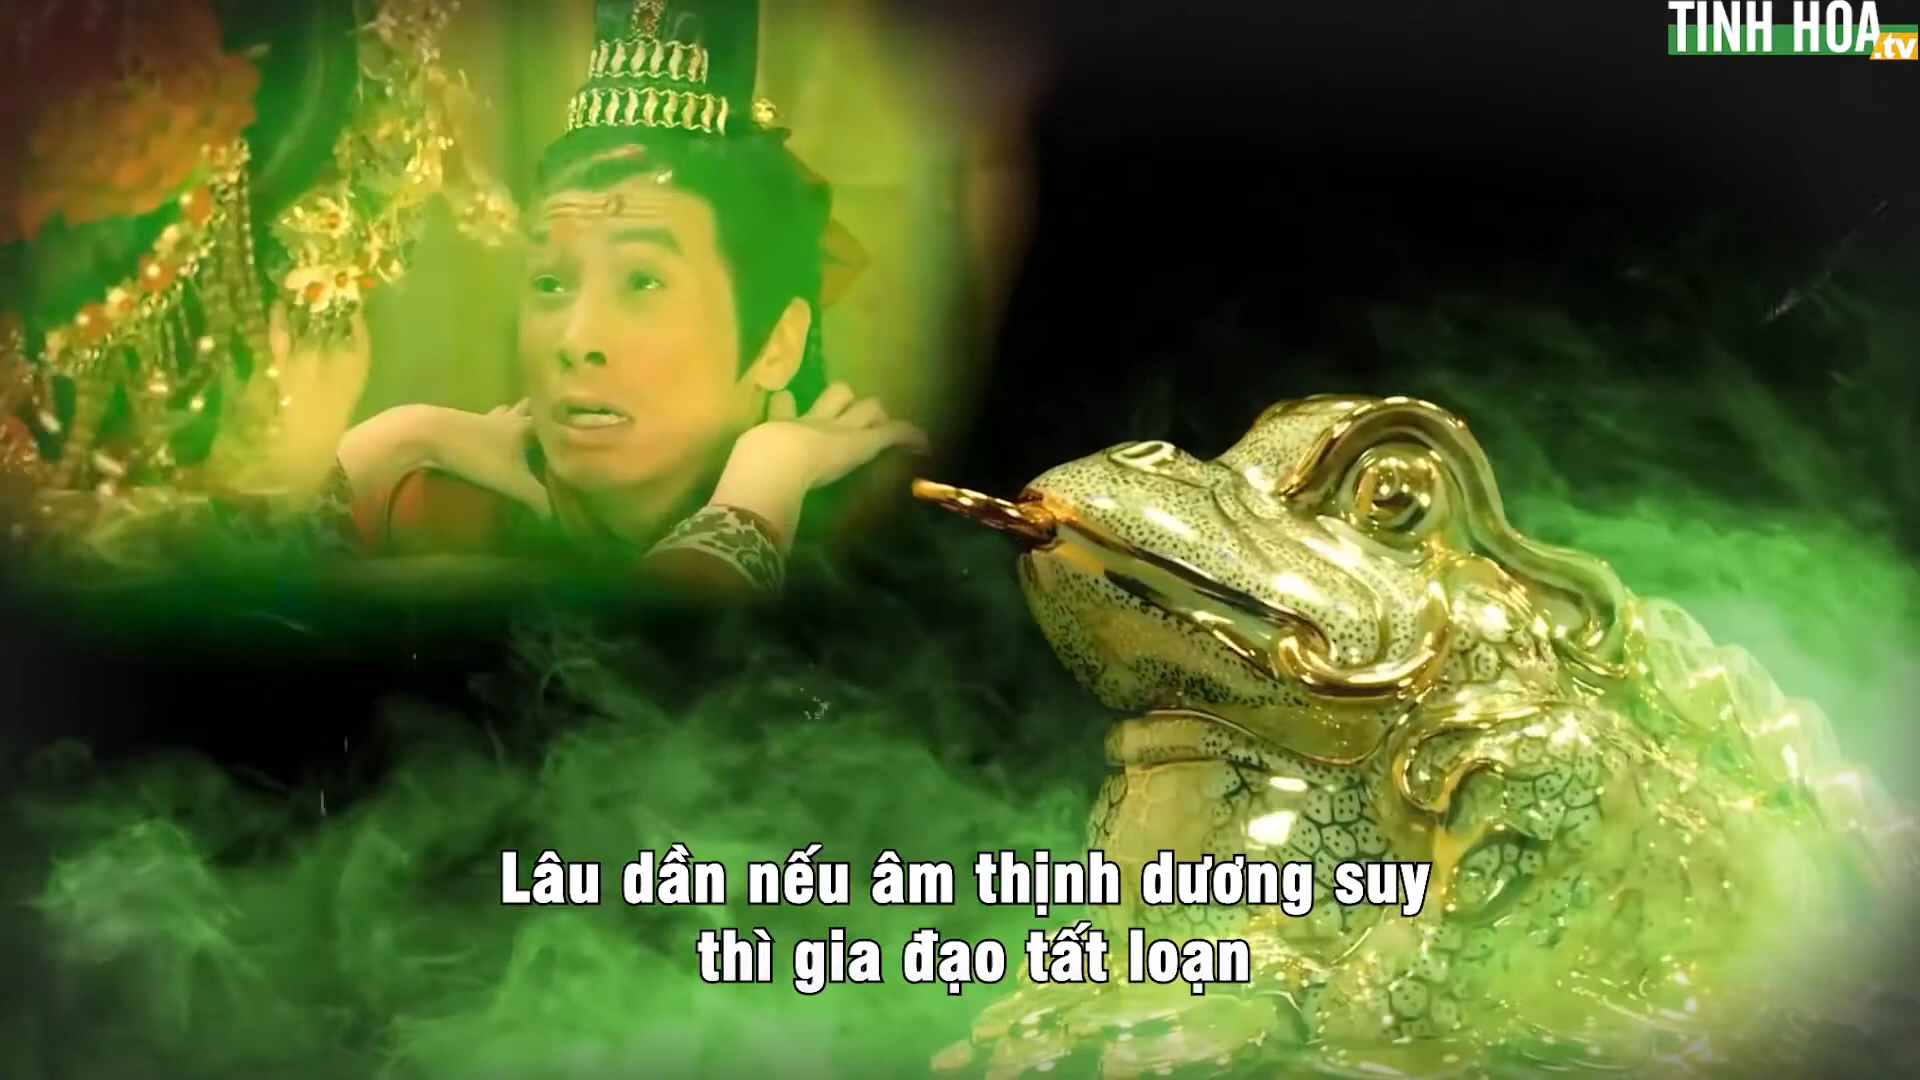 TINH HOA
.tv
Lâu dần nếu âm thịnh dương suy
thì gia đạo tất loạn